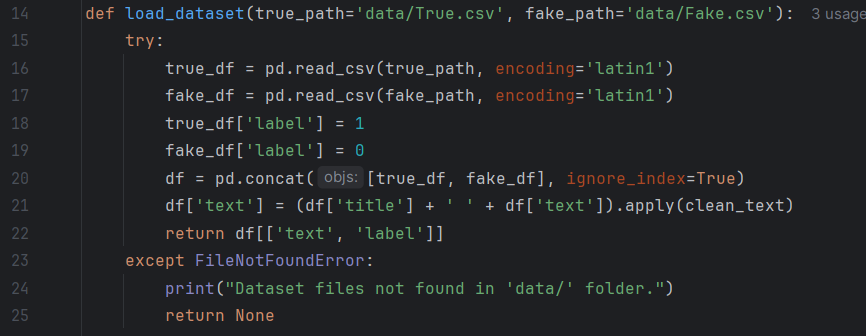 14 def load_dataset(true_path='data/True.csv', fake_path='data/Fake.csv'): 3 usage
15     try:
16         true_df = pd.read_csv(true_path, encoding='latin1')
17         fake_df = pd.read_csv(fake_path, encoding='latin1')
18         true_df['label'] = 1
19         fake_df['label'] = 0
20         df = pd.concat( objs: [true_df, fake_df], ignore_index=True)
21         df['text'] = (df['title'] + ' ' + df['text']).apply(clean_text)
22         return df[['text', 'label']]
23     except FileNotFoundError:
24         print("Dataset files not found in 'data/' folder.")
25         return None